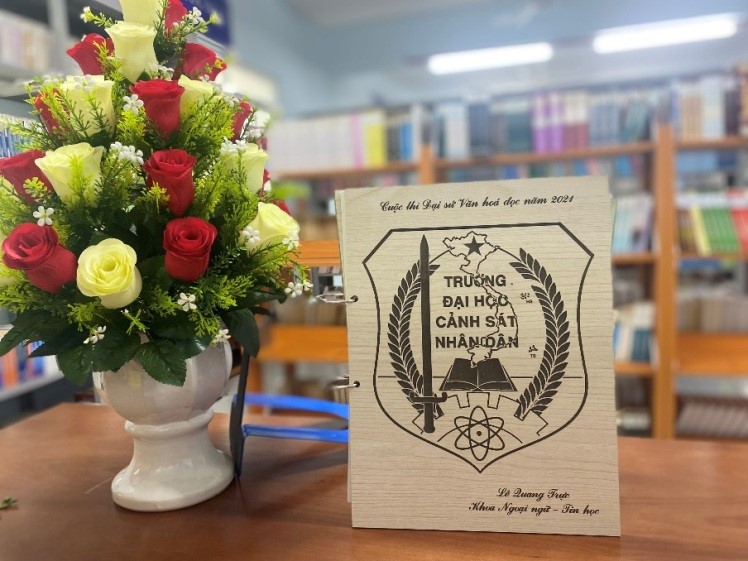 Cuộc thi Đại sứ Văn hoá đọc năm 2021
TRƯỜNG
ĐẠI HỌC
CẢNH SÁT
NHÂN DÂN
Lê Quang Trực
Khoa Ngoại ngữ - Tin học